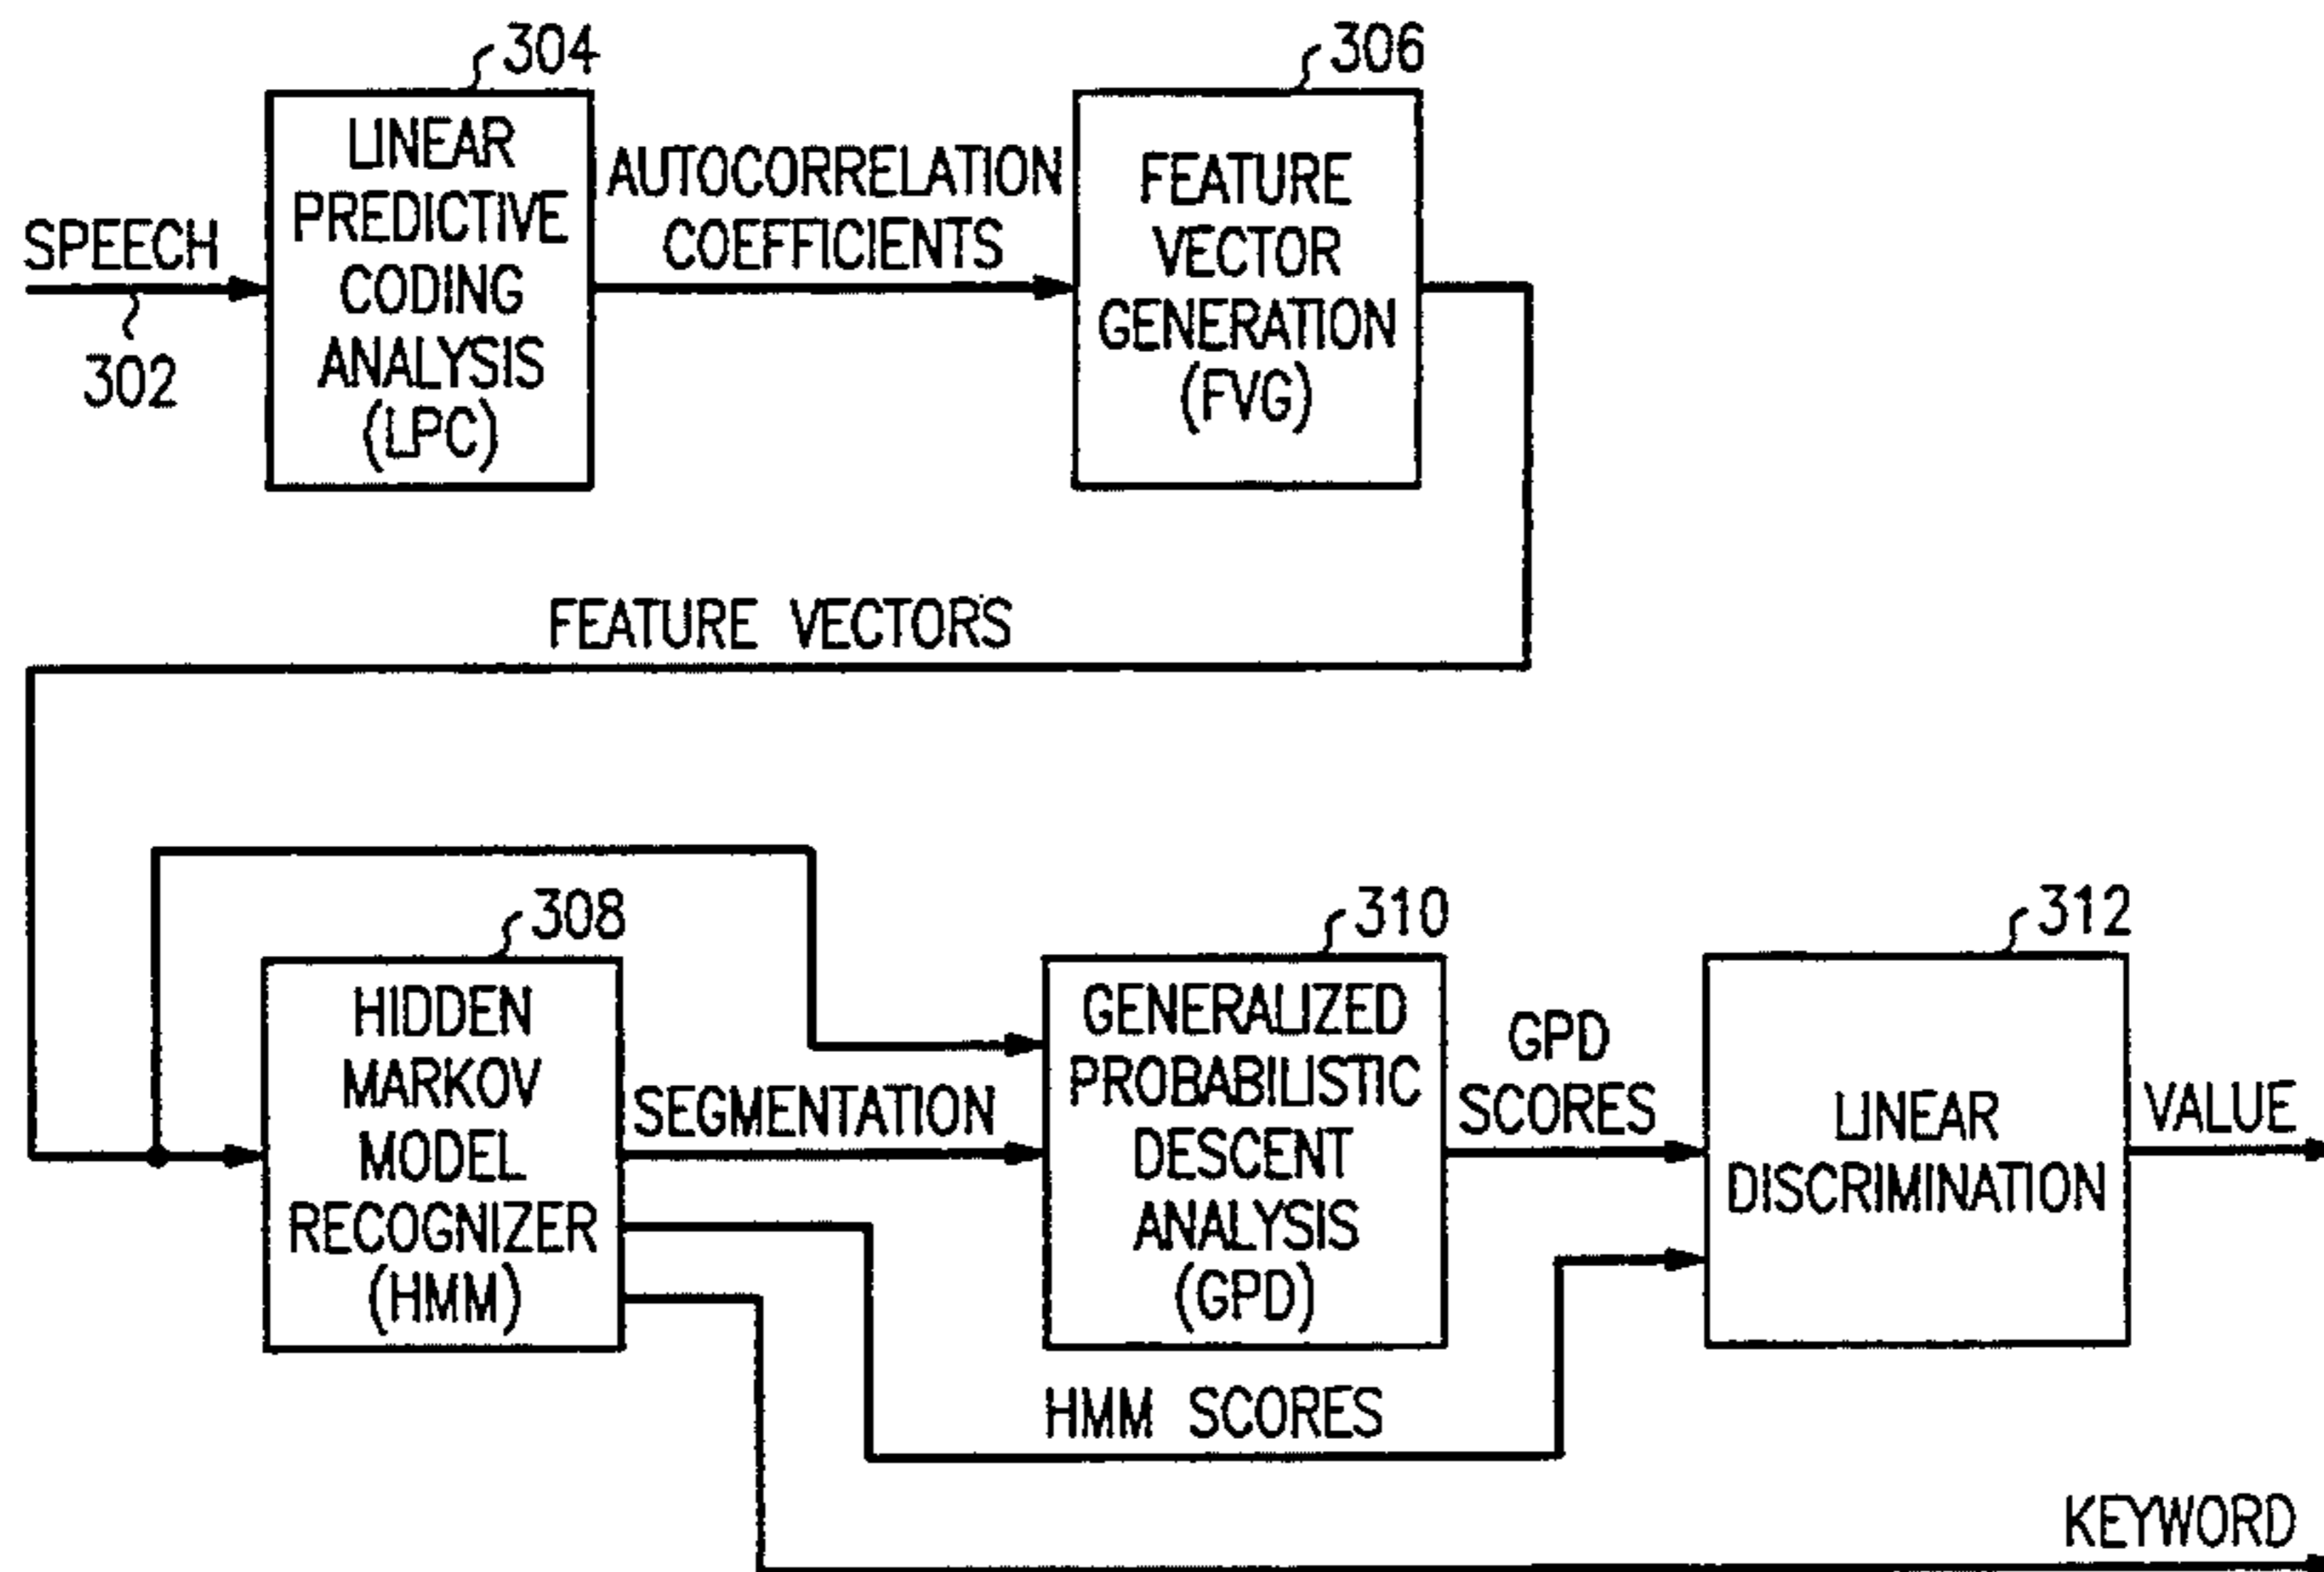 304
306
LINEAR
PREDICTIVE
CODING
ANALYSIS
(LPC)
SPEECH
302
AUTOCORRELATION
COEFFICIENTS
FEATURE
VECTOR
GENERATION
(FVG)
FEATURE VECTORS
308
310
312
HIDDEN
MARKOV
MODEL
RECOGNIZER
(HMM)
SEGMENTATION
GENERALIZED
PROBABILISTIC
DESCENT
ANALYSIS
(GPD)
GPD
SCORES
LINEAR
DISCRIMINATION
VALUE
HMM SCORES
KEYWORD